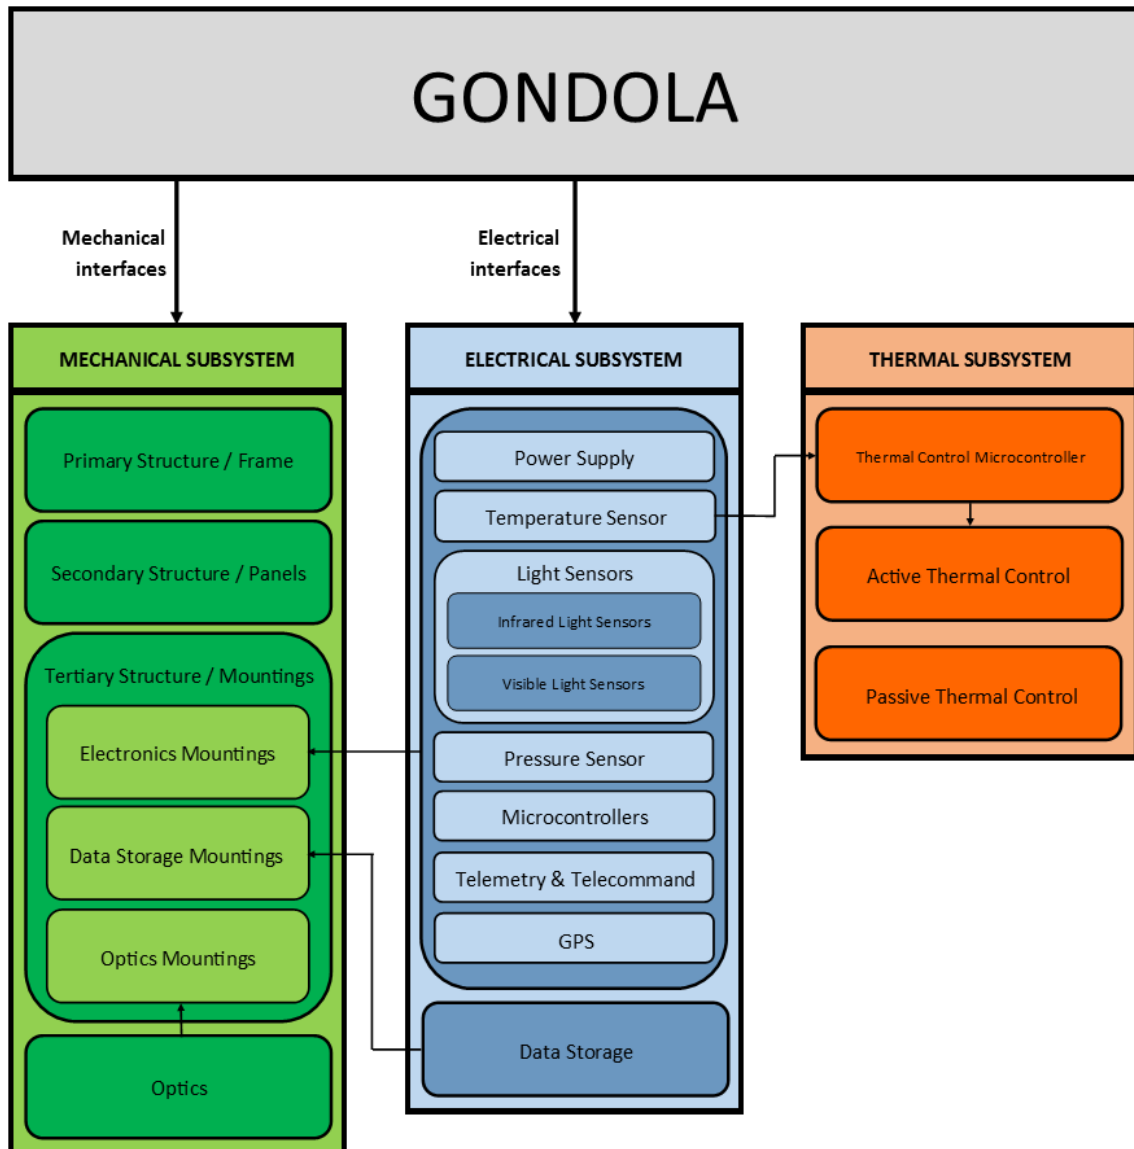 GONDOLA
Mechanical
interfaces
Electrical
interfaces
MECHANICAL SUBSYSTEM
Primary Structure / Frame
Secondary Structure / Panels
Tertiary Structure / Mountings
Electronics Mountings
Data Storage Mountings
Optics Mountings
Optics
ELECTRICAL SUBSYSTEM
Power Supply
Temperature Sensor
Light Sensors
Infrared Light Sensors
Visible Light Sensors
Pressure Sensor
Microcontrollers
Telemetry & Telecommand
GPS
Data Storage
THERMAL SUBSYSTEM
Thermal Control Microcontroller
Active Thermal Control
Passive Thermal Control